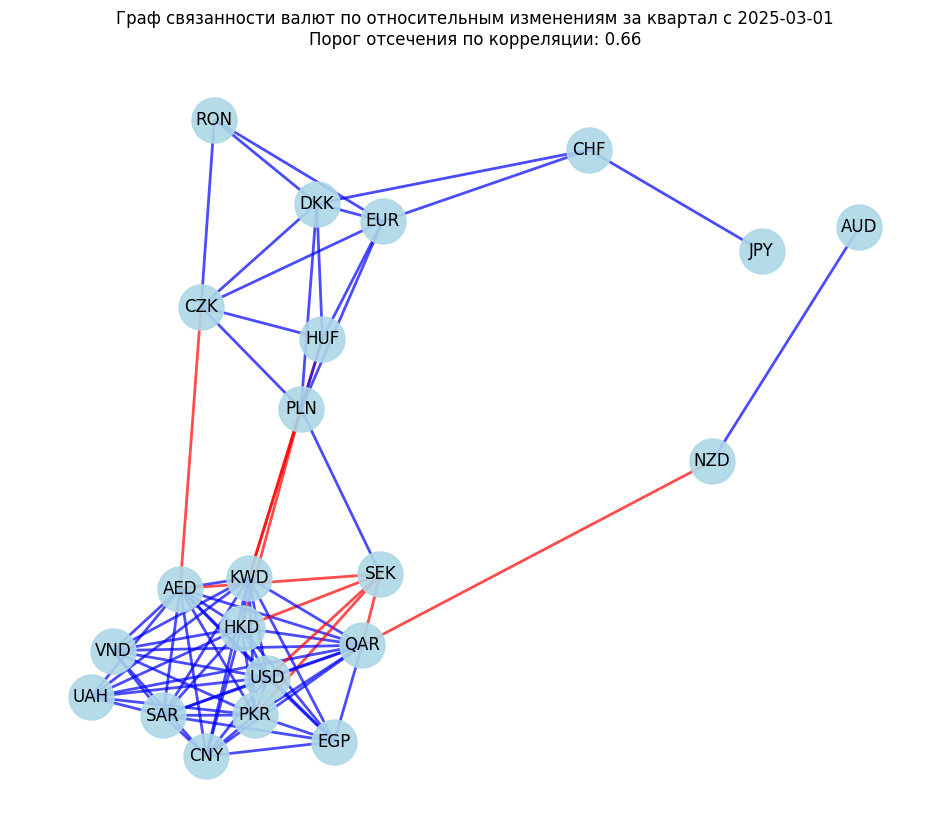 Граф связанности валют по относительным изменениям за квартал с 2025-03-01
Порог отсечения по корреляции: 0.66
RON
CHF
DKK
EUR
AUD
JPY
CZK
HUF
PLN
NZD
SEK
KWD
AED
HKD
QAR
VND
USD
UAH
SAR
PKR
EGP
CNY